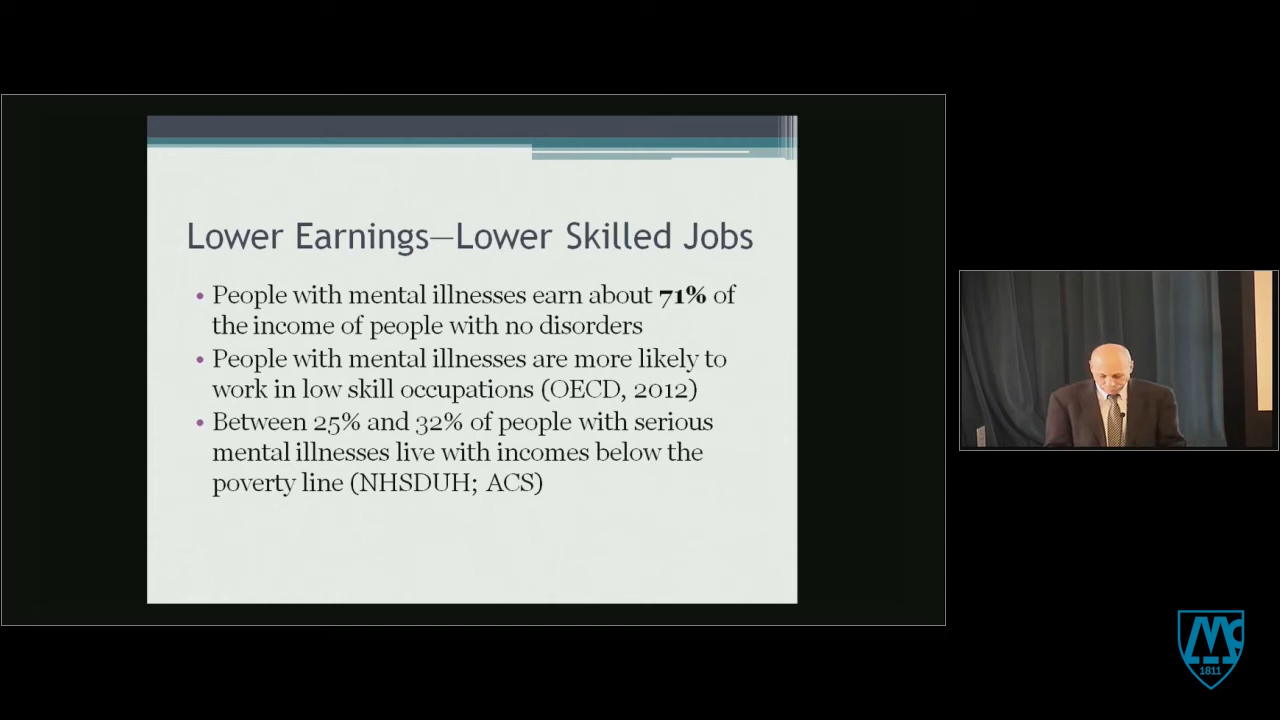 Lower Earnings—Lower Skilled Jobs
• People with mental illnesses earn about 71% of
the income of people with no disorders
• People with mental illnesses are more likely to
work in low skill occupations (OECD, 2012)
• Between 25% and 32% of people with serious
mental illnesses live with incomes below the
poverty line (NHSDUH; ACS)
Mc
1811